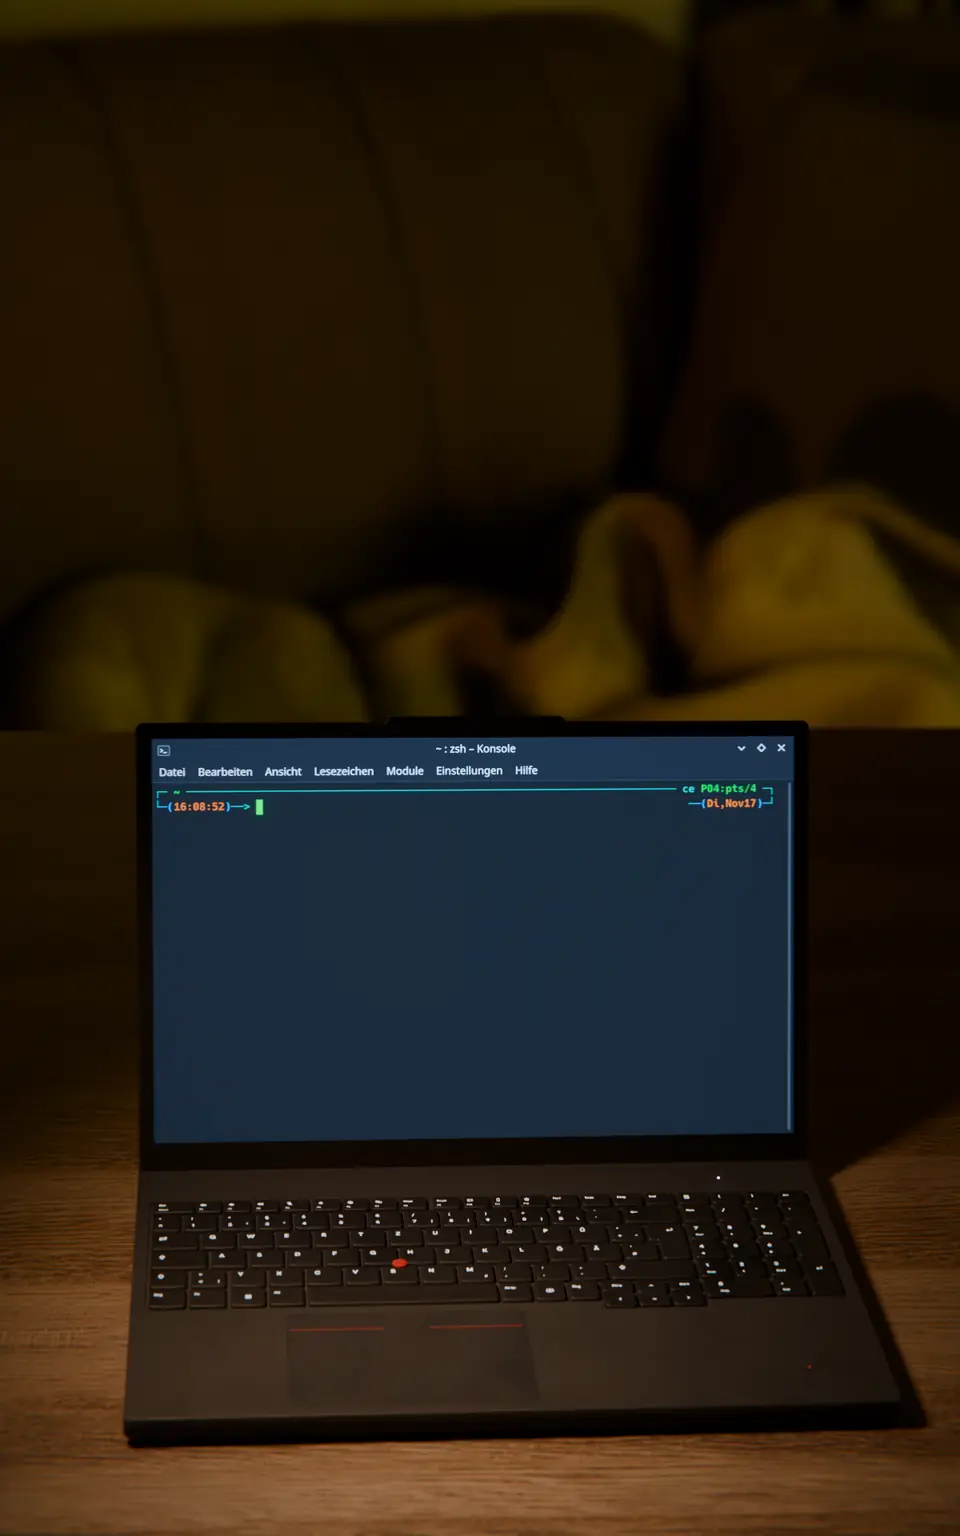 ~ : zsh – Konsole
Datei Bearbeiten Ansicht Lesezeichen Module Einstellungen Hilfe
~ ce P04:pts/4
(16:08:52)—> —(Di,Nov17)
Q W E R T Z U I O P Ü
A S D F G H J K L Ö Ä
Y X C V B N M